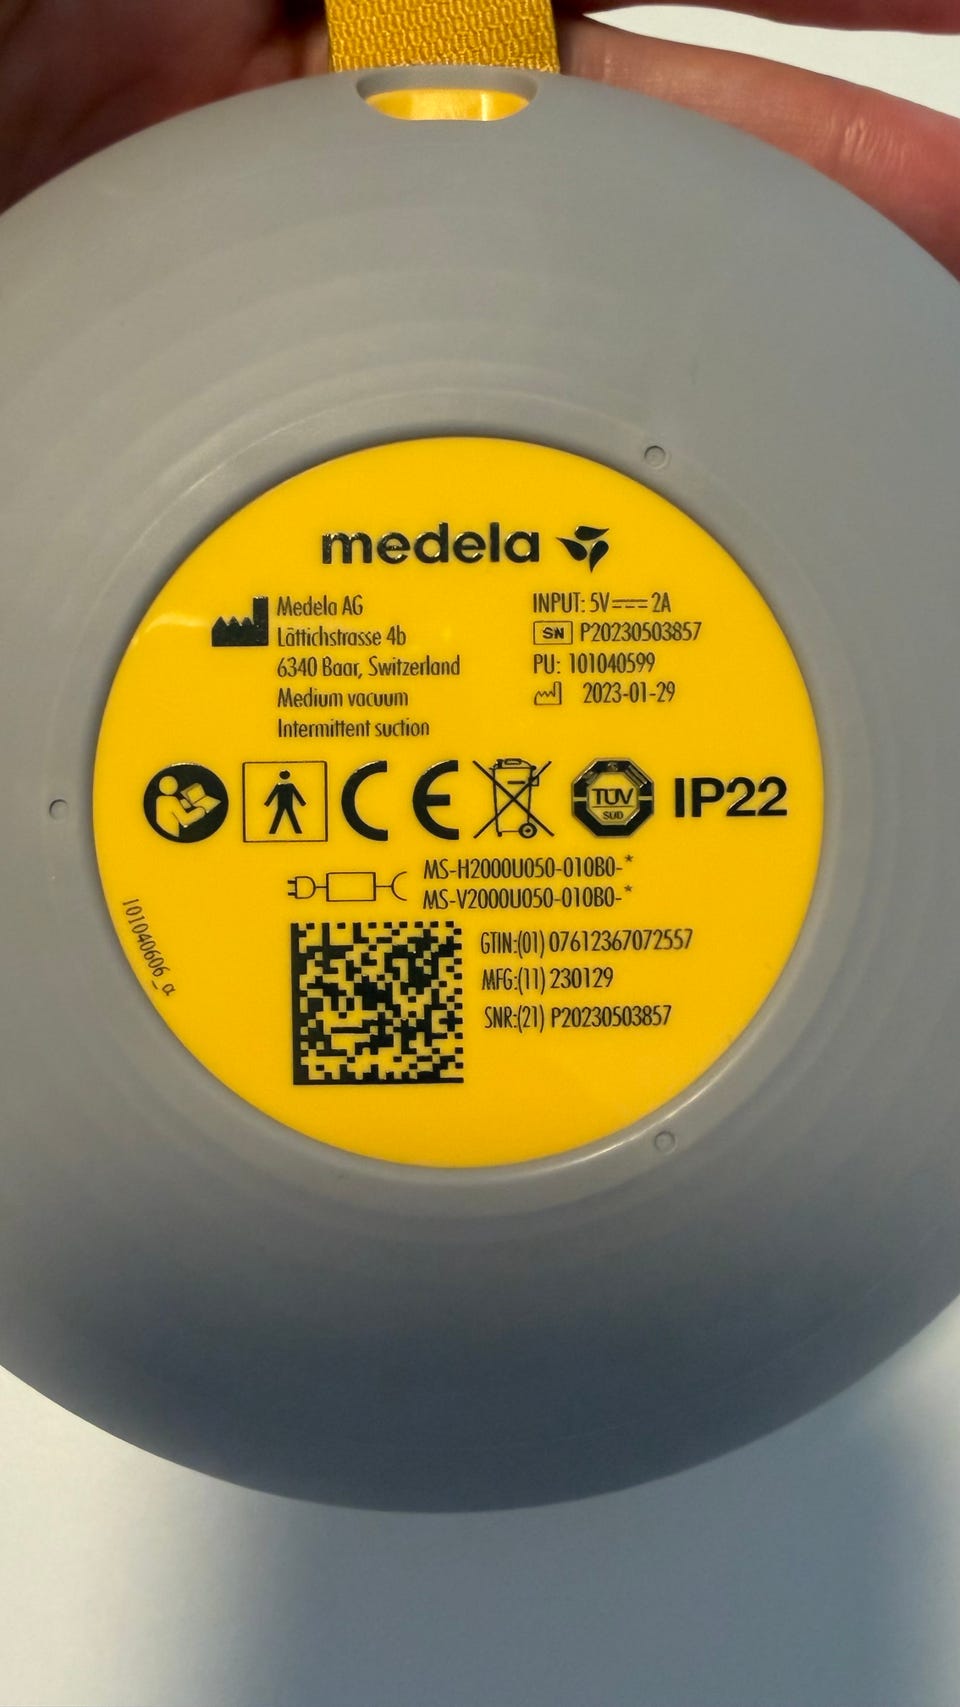 medela
Medela AG
Lättichstrasse 4b
6340 Baar, Switzerland
Medium vacuum
Intermittent suction
INPUT: 5V⎓2A
SN P20230503857
PU: 101040599
2023-01-29
CE
TÜV
SÜD
IP22
MS-H2000U050-010B0-*
MS-V2000U050-010B0-*
GTIN:(01) 07612367072557
MFG:(11) 230129
SNR:(21) P20230503857
101040606_α